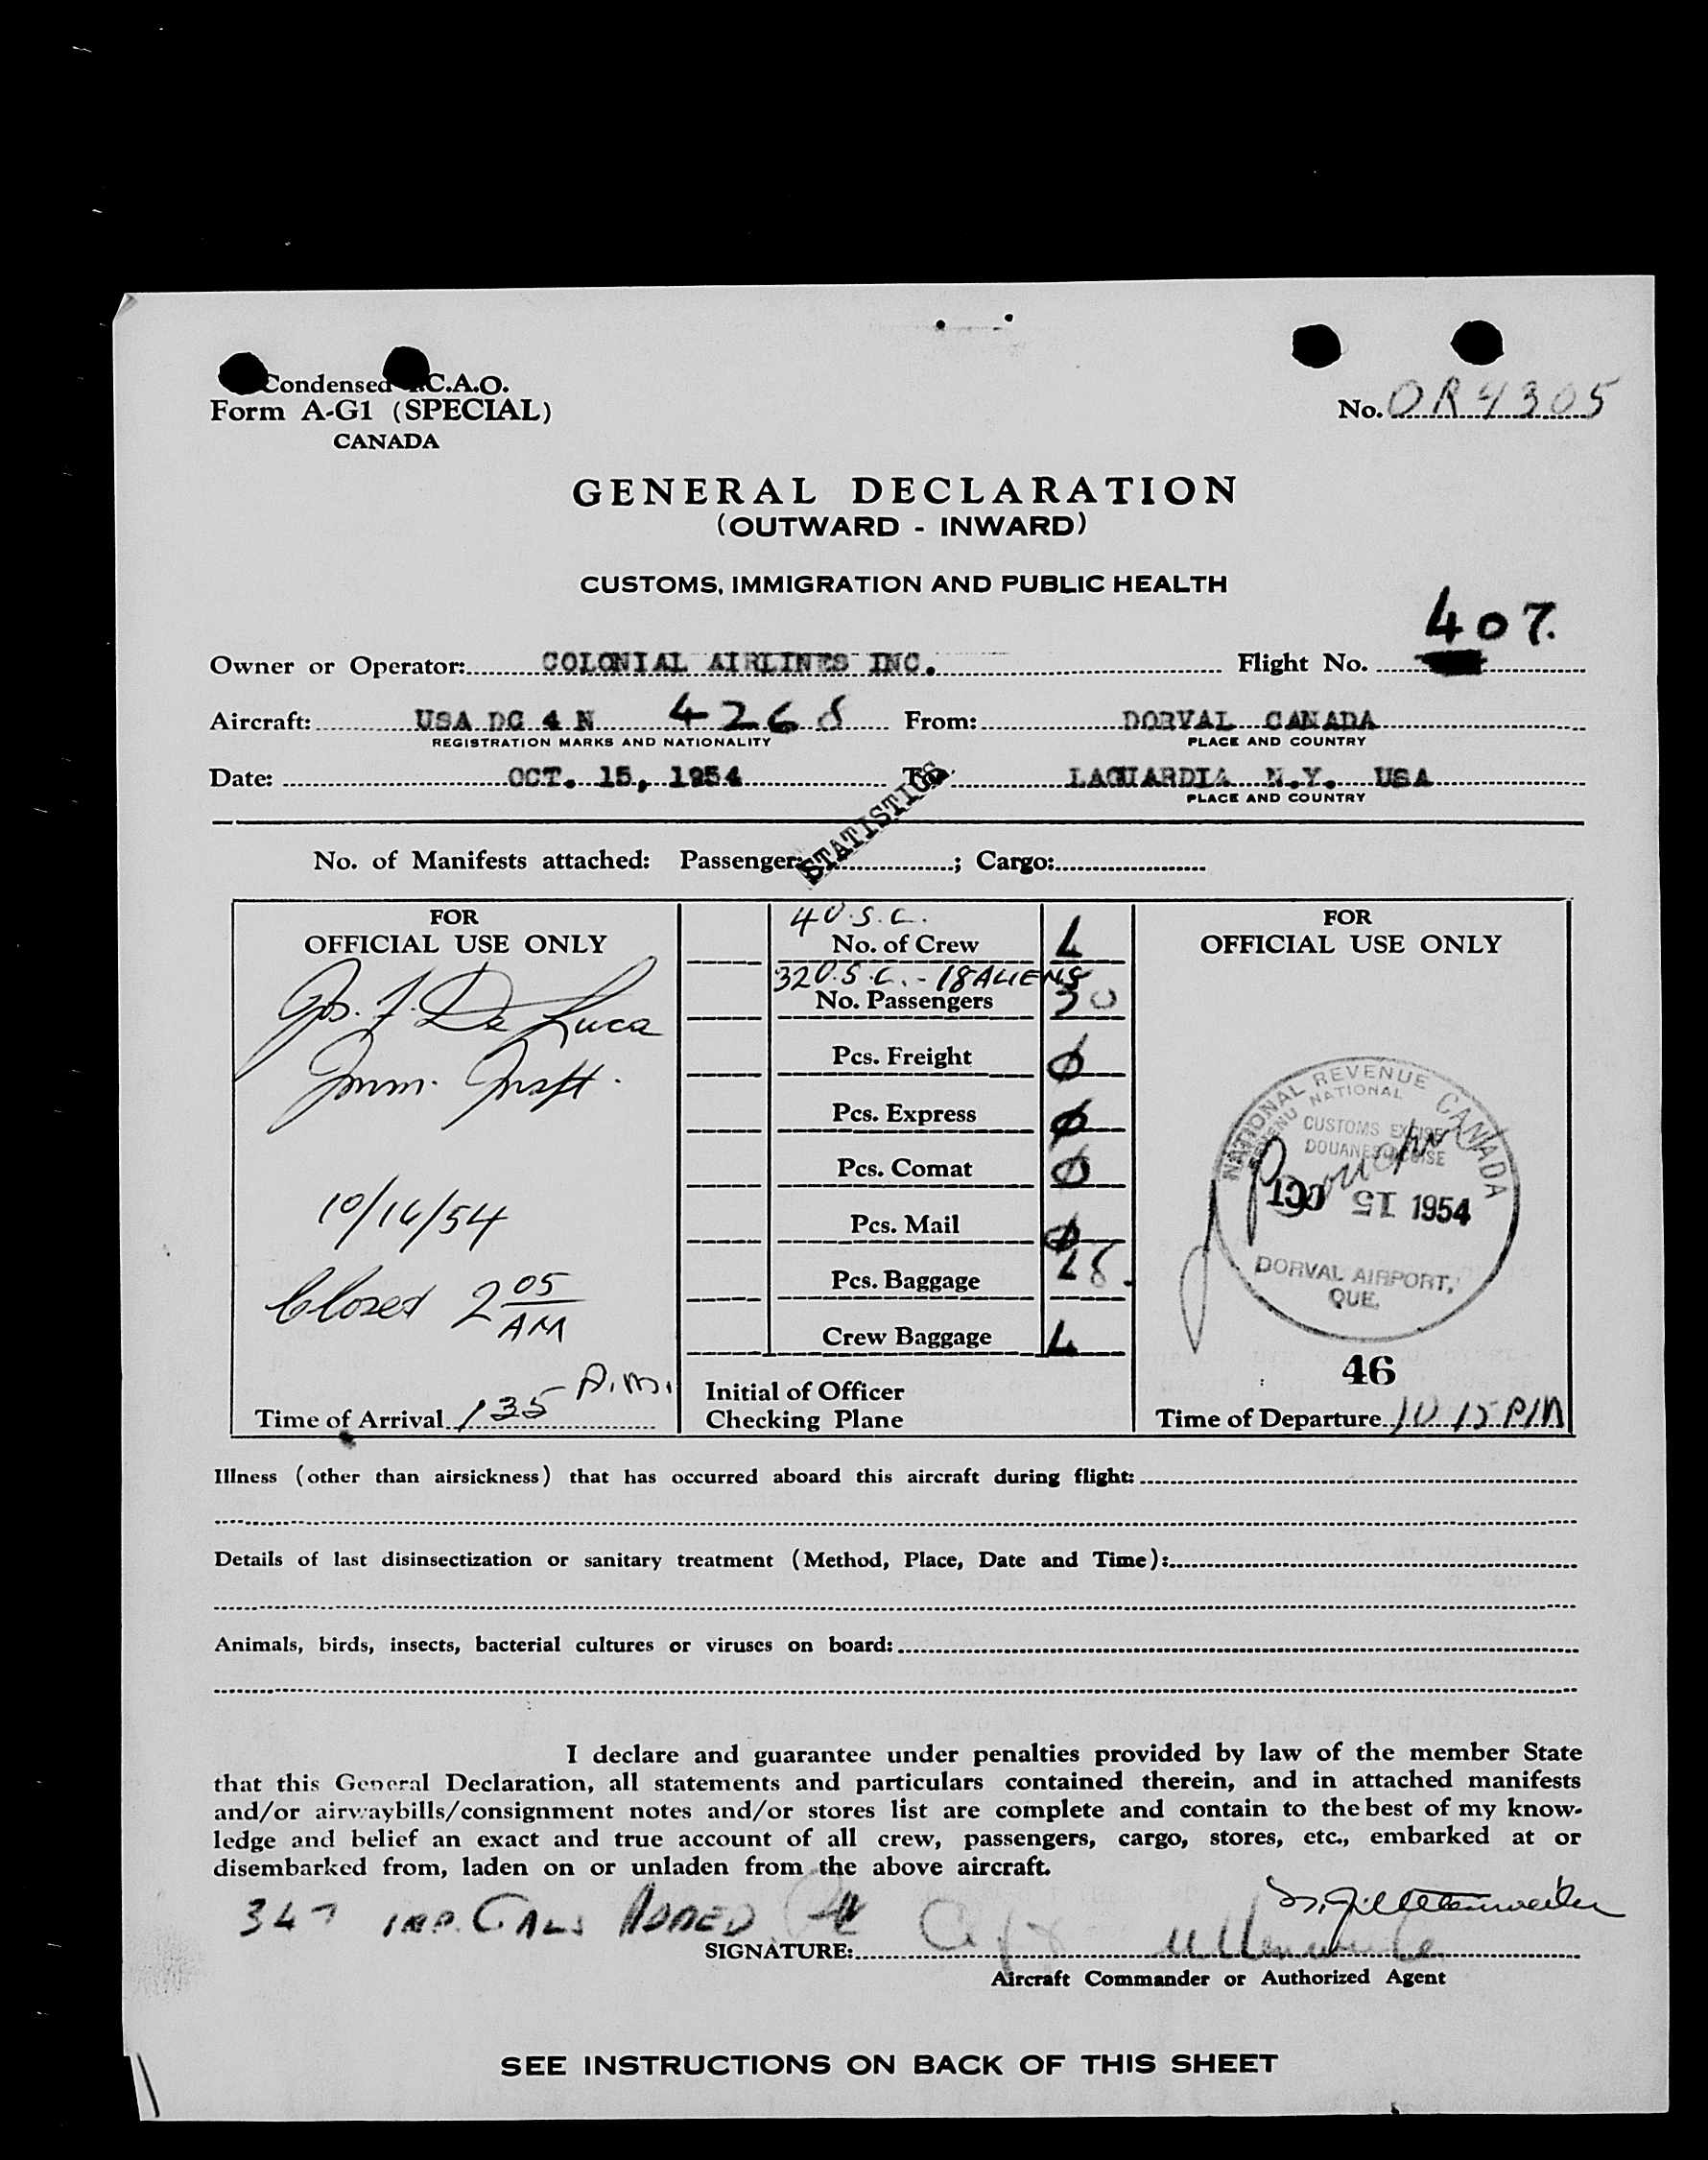 Condensed I.C.A.O.
Form A-G1 (SPECIAL)
CANADA
No. OR4305
GENERAL DECLARATION
(OUTWARD - INWARD)
CUSTOMS, IMMIGRATION AND PUBLIC HEALTH
407.
Owner or Operator: COLONIAL AIRLINES INC. Flight No.
Aircraft: USA DC 4 N 4268 From: DORVAL CANADA
REGISTRATION MARKS AND NATIONALITY PLACE AND COUNTRY
Date: OCT. 15, 1954 To: LAGUARDIA N.Y. USA
PLACE AND COUNTRY
STATISTICS
No. of Manifests attached: Passenger: ; Cargo:
FOR
OFFICIAL USE ONLY
Jos. F. De Luca
Imm. Inspt.
10/16/54
Closed 2 05
AM
Time of Arrival 1 35 A.M.
4 U.S.C.
No. of Crew 4
32 U.S.C. - 18 ALIENS
No. Passengers 50
Pcs. Freight 0
Pcs. Express 0
Pcs. Comat 0
Pcs. Mail 0
Pcs. Baggage 28.
Crew Baggage 4
Initial of Officer
Checking Plane
FOR
OFFICIAL USE ONLY
NATIONAL REVENUE CANADA
REVENU NATIONAL
CUSTOMS EXCISE
DOUANES ACCISE
OCT 15 1954
DORVAL AIRPORT,
QUE.
46
Time of Departure 10 15 P/M
Illness (other than airsickness) that has occurred aboard this aircraft during flight:
Details of last disinsectization or sanitary treatment (Method, Place, Date and Time):
Animals, birds, insects, bacterial cultures or viruses on board:
I declare and guarantee under penalties provided by law of the member State
that this General Declaration, all statements and particulars contained therein, and in attached manifests
and/or airwaybills/consignment notes and/or stores list are complete and contain to the best of my know-
ledge and belief an exact and true account of all crew, passengers, cargo, stores, etc., embarked at or
disembarked from, laden on or unladen from the above aircraft.
347 IMP. GALS ADDED
SIGNATURE:
Aircraft Commander or Authorized Agent
SEE INSTRUCTIONS ON BACK OF THIS SHEET